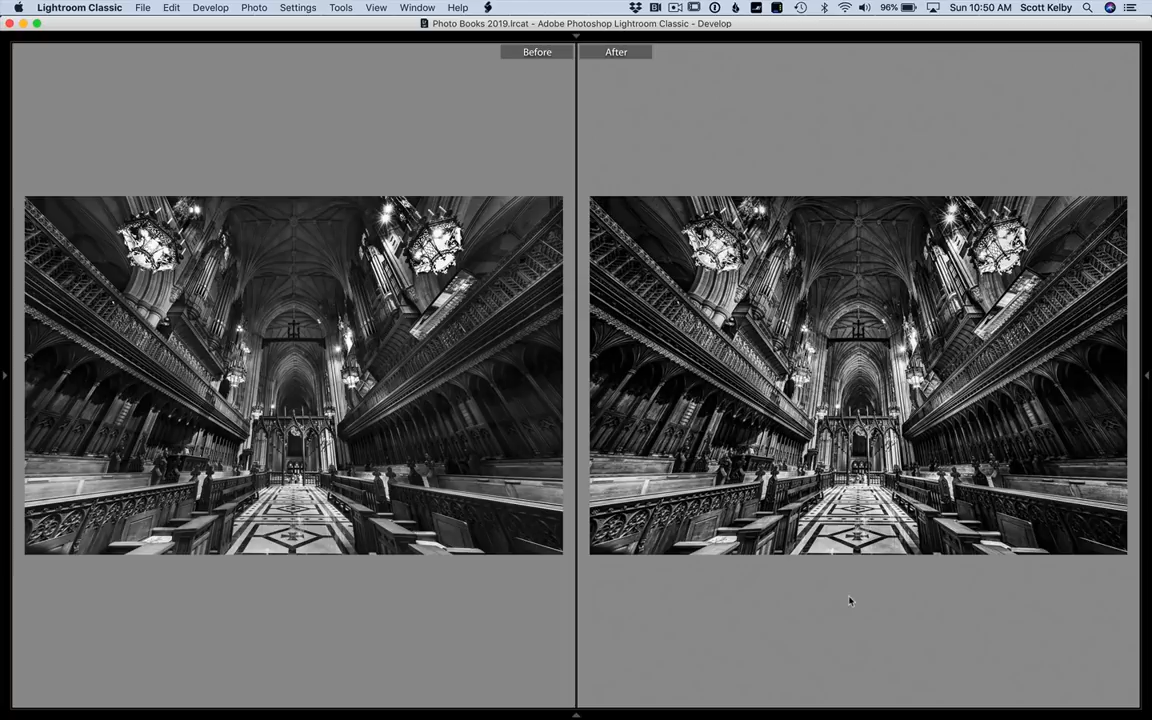 Lightroom Classic File Edit Develop Photo Settings Tools View Window Help 96% Sun 10:50 AM Scott Kelby
Photo Books 2019.lrcat - Adobe Photoshop Lightroom Classic - Develop
Before After